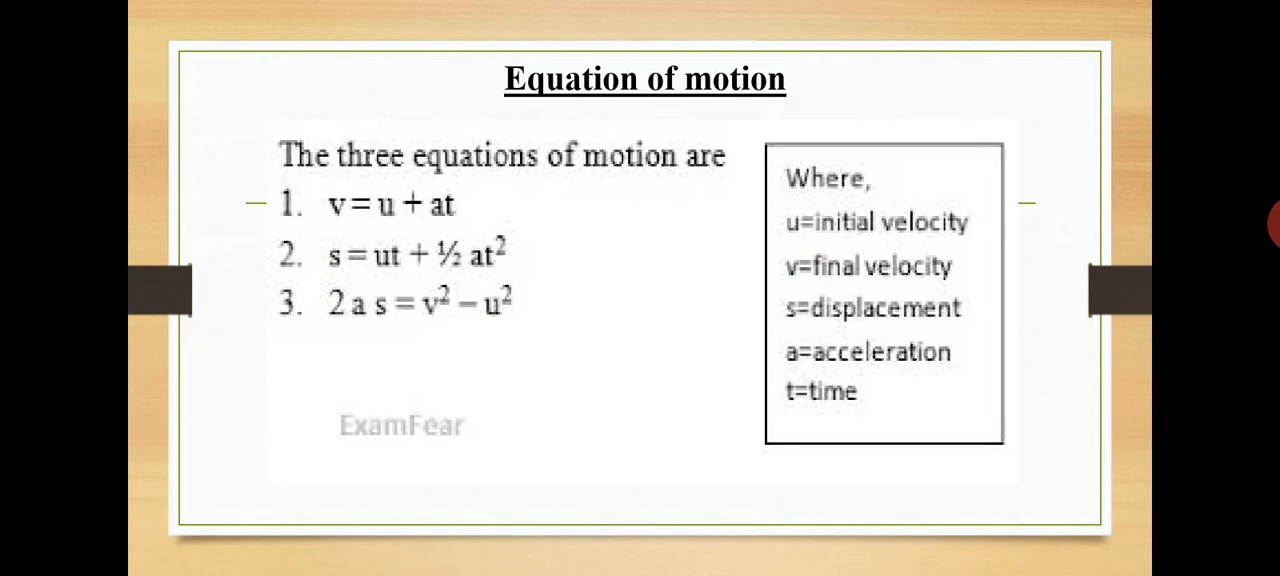 Equation of motion
The three equations of motion are
1. v=u+at
2. s=ut + ½ at²
3. 2 a s = v² – u²
ExamFear
Where,
u=initial velocity
v=final velocity
s=displacement
a=acceleration
t=time